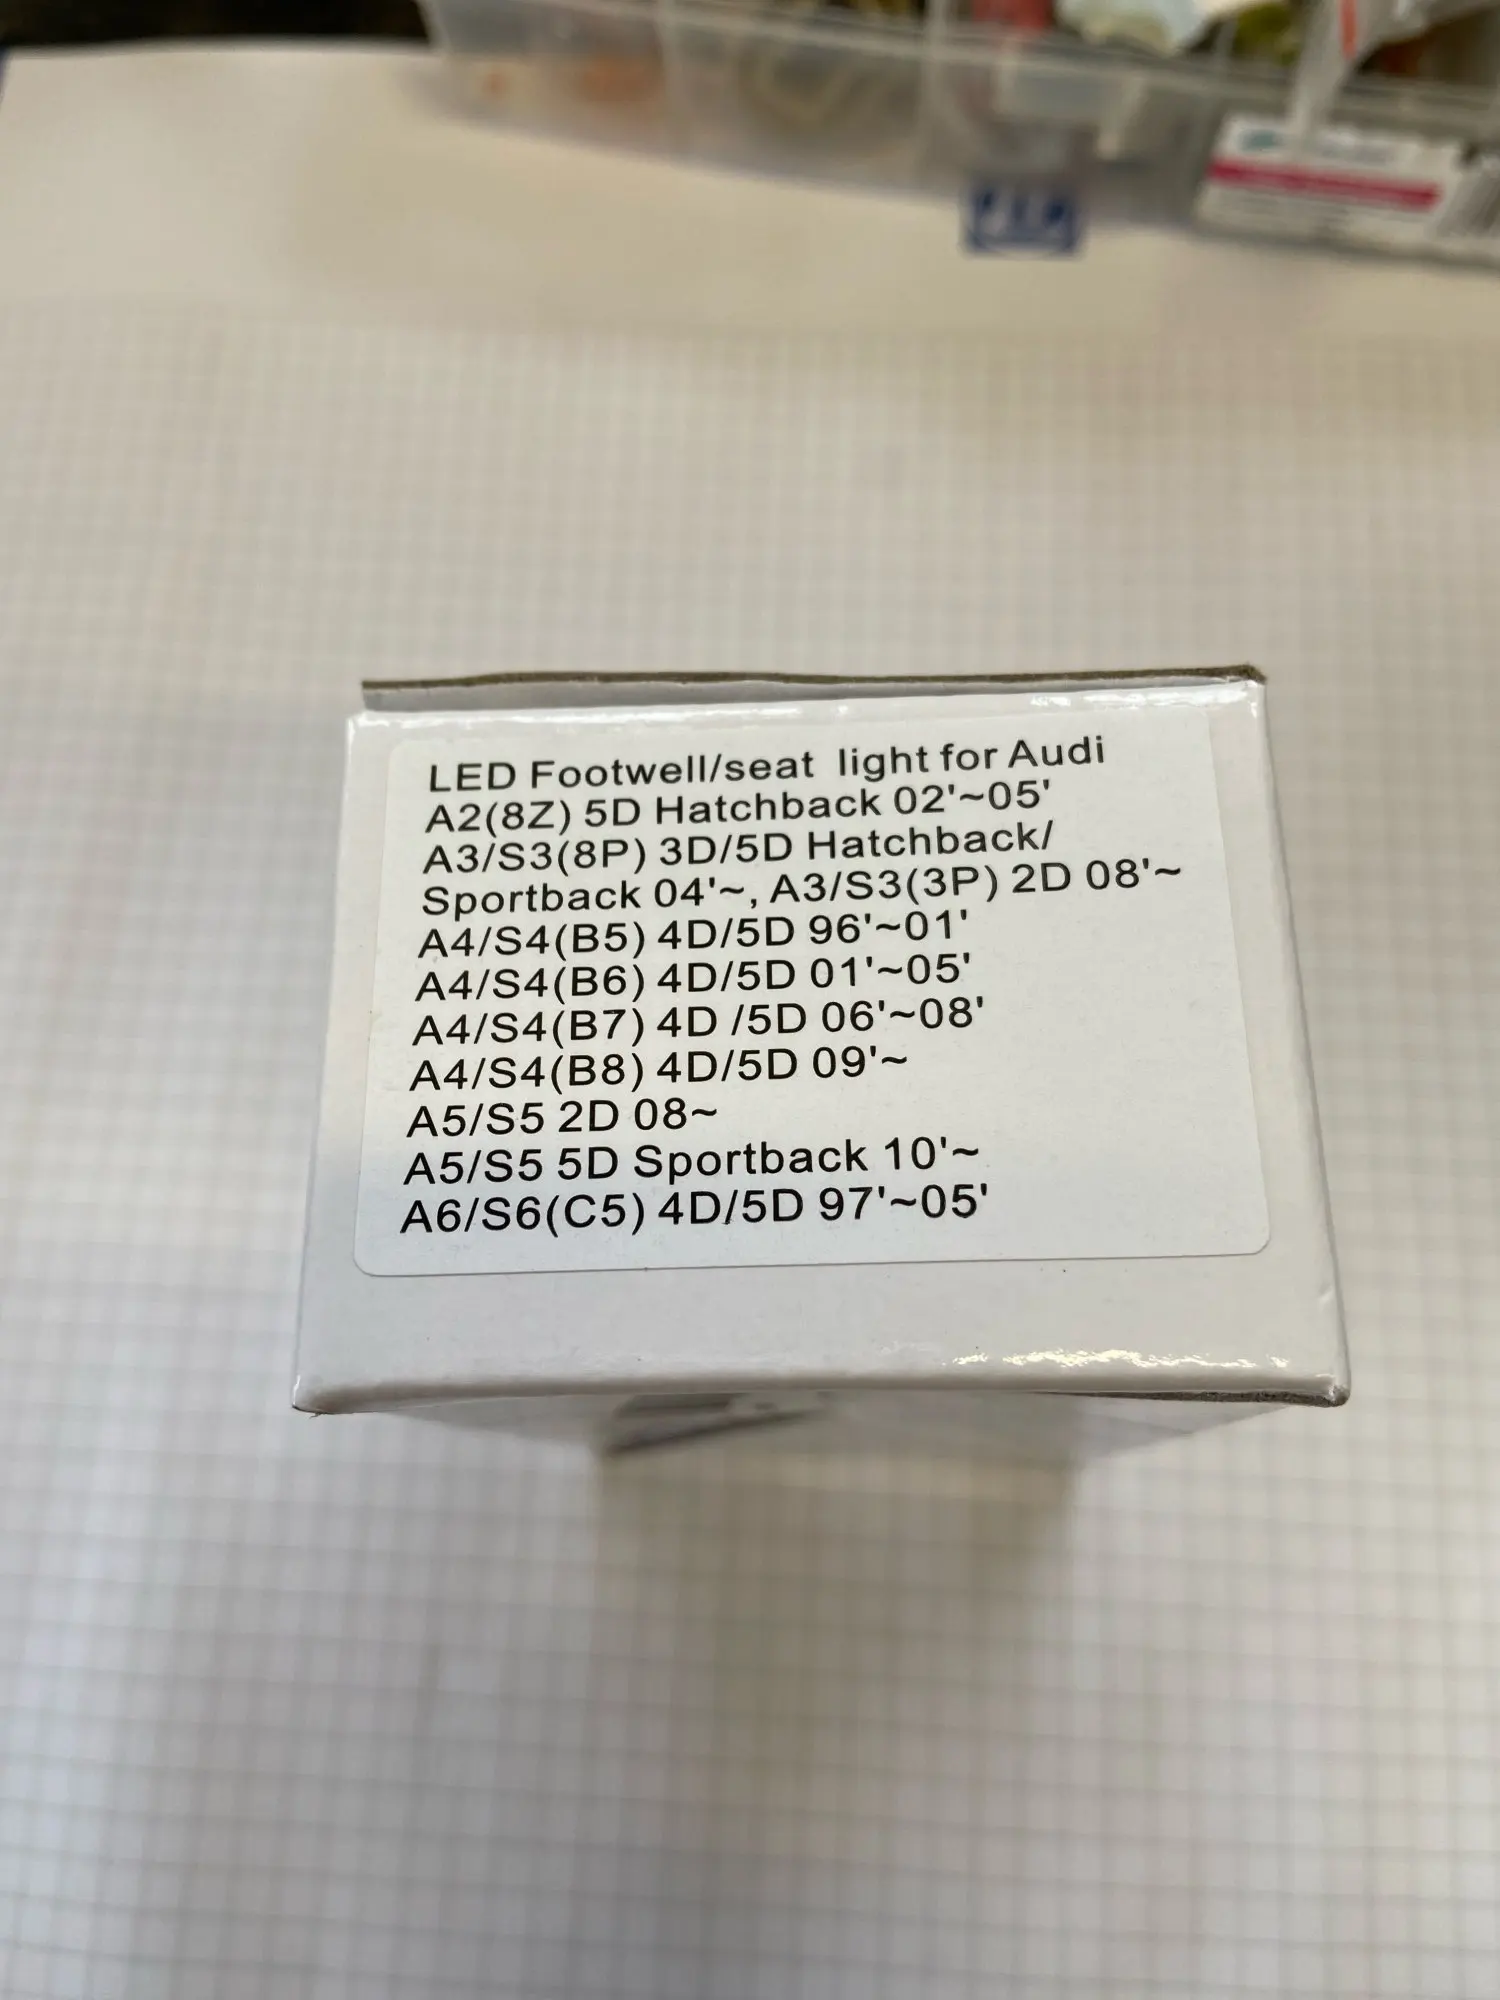 LED Footwell/seat light for Audi
A2(8Z) 5D Hatchback 02'~05'
A3/S3(8P) 3D/5D Hatchback/
Sportback 04'~, A3/S3(3P) 2D 08'~
A4/S4(B5) 4D/5D 96'~01'
A4/S4(B6) 4D/5D 01'~05'
A4/S4(B7) 4D /5D 06'~08'
A4/S4(B8) 4D/5D 09'~
A5/S5 2D 08~
A5/S5 5D Sportback 10'~
A6/S6(C5) 4D/5D 97'~05'